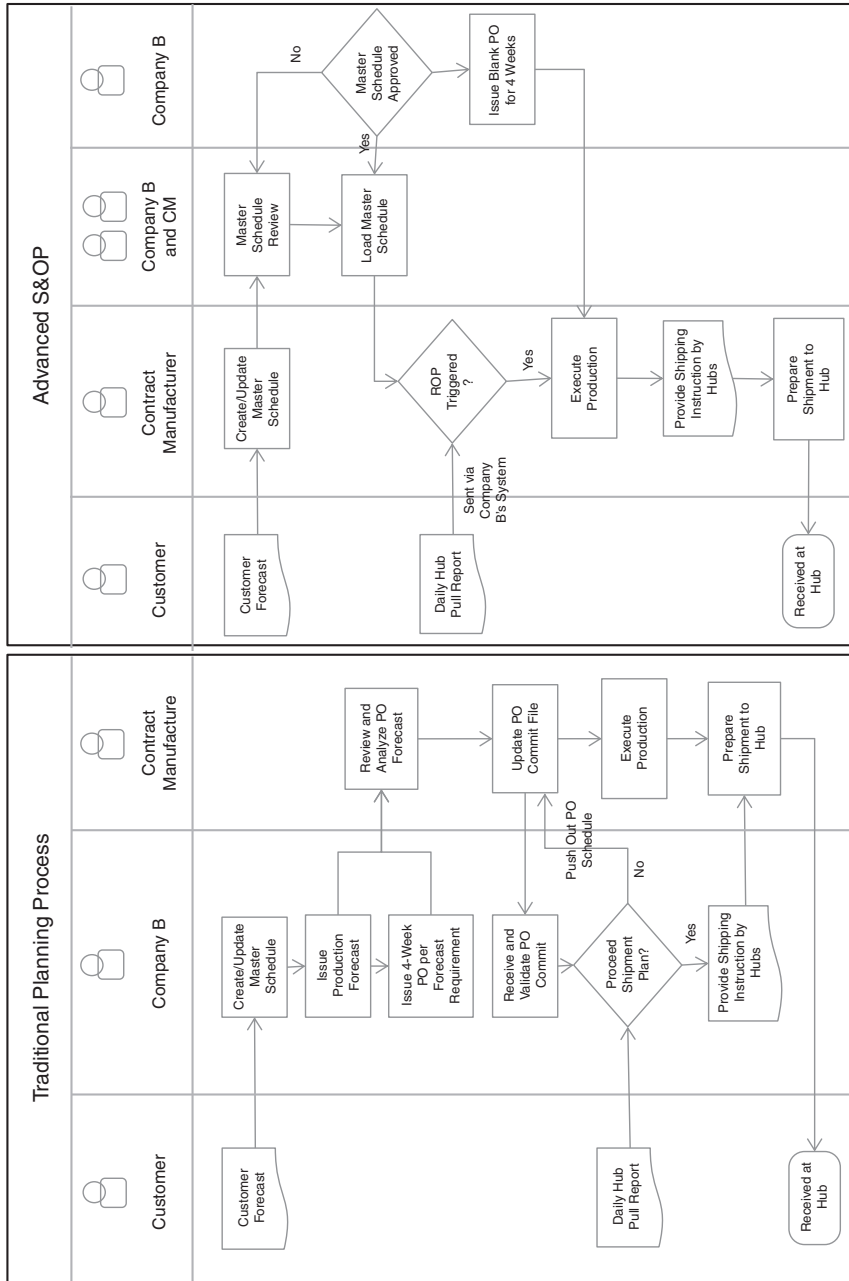 Traditional Planning Process
Customer
Company B
Contract
Manufacture
Customer
Forecast
Create/Update
Master
Schedule
Issue
Production
Forecast
Issue 4-Week
PO per
Forecast
Requirement
Review and
Analyze PO
Forecast
Update PO
Commit File
Receive and
Validate PO
Commit
Push Out PO
Schedule
No
Proceed
Shipment
Plan?
Daily Hub
Pull Report
Yes
Provide Shipping
Instruction by
Hubs
Execute
Production
Prepare
Shipment to
Hub
Received at
Hub
Advanced S&OP
Customer
Contract
Manufacturer
Company B
and CM
Company B
Customer
Forecast
Create/Update
Master
Schedule
Master
Schedule
Review
No
Master
Schedule
Approved
Yes
Load Master
Schedule
Issue Blank PO
for 4 Weeks
Daily Hub
Pull Report
Sent via
Company
B's System
ROP
Triggered
?
Yes
Execute
Production
Provide Shipping
Instruction by
Hubs
Prepare
Shipment to
Hub
Received at
Hub